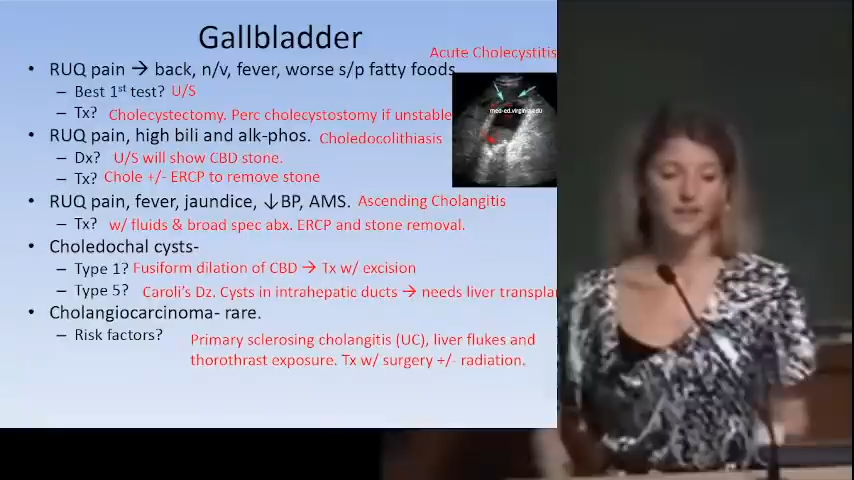 Gallbladder
Acute Cholecystitis
• RUQ pain → back, n/v, fever, worse s/p fatty foods
– Best 1st test? U/S
– Tx? Cholecystectomy. Perc cholecystostomy if unstable
med-ed.virginia.edu
• RUQ pain, high bili and alk-phos. Choledocolithiasis
– Dx? U/S will show CBD stone.
– Tx? Chole +/- ERCP to remove stone
• RUQ pain, fever, jaundice, ↓BP, AMS. Ascending Cholangitis
– Tx? w/ fluids & broad spec abx. ERCP and stone removal.
• Choledochal cysts-
– Type 1? Fusiform dilation of CBD → Tx w/ excision
– Type 5? Caroli's Dz. Cysts in intrahepatic ducts → needs liver transplan
• Cholangiocarcinoma- rare.
– Risk factors? Primary sclerosing cholangitis (UC), liver flukes and
thorothrast exposure. Tx w/ surgery +/- radiation.